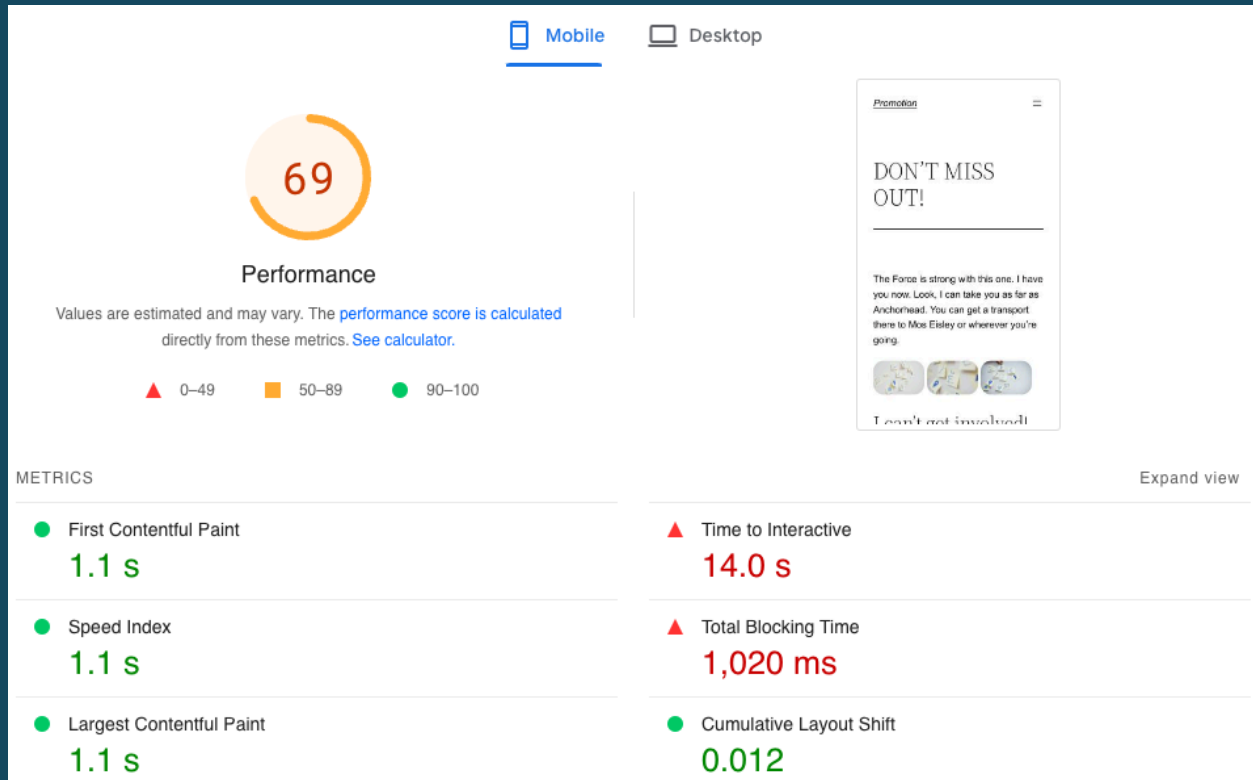 Mobile
Desktop
69
Performance
Values are estimated and may vary. The performance score is calculated
directly from these metrics. See calculator.
0–49
50–89
90–100
Promotion
DON'T MISS
OUT!
The Force is strong with this one. I have
you now. Look, I can take you as far as
Anchorhead. You can get a transport
there to Mos Eisley or wherever you're
going.
I can't get involved!
METRICS
Expand view
First Contentful Paint
1.1 s
Time to Interactive
14.0 s
Speed Index
1.1 s
Total Blocking Time
1,020 ms
Largest Contentful Paint
1.1 s
Cumulative Layout Shift
0.012